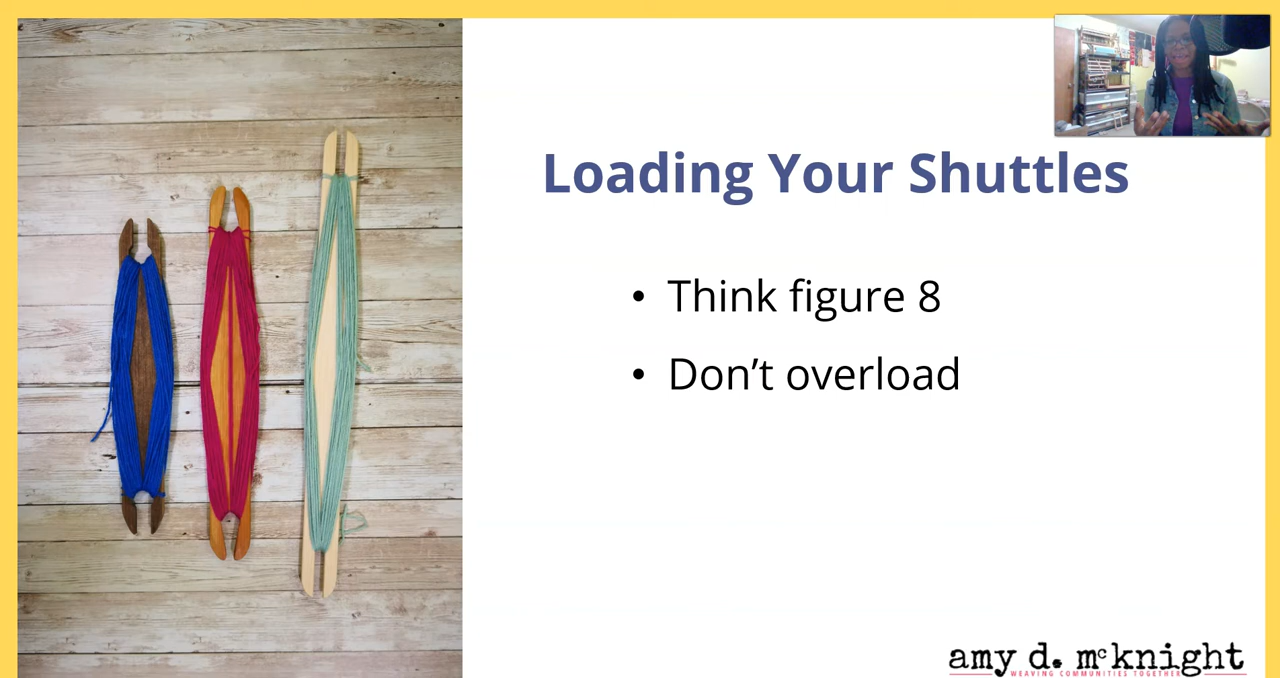 Loading Your Shuttles
• Think figure 8
• Don’t overload
amy d. mcknight
WEAVING COMMUNITIES TOGETHER